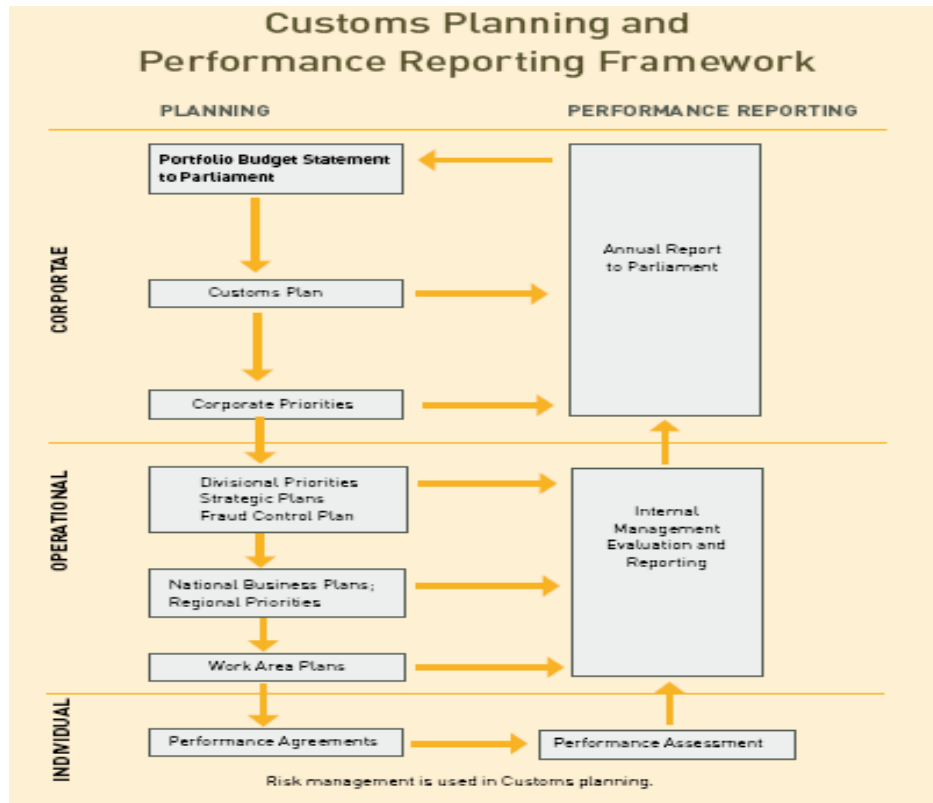 Customs Planning and
Performance Reporting Framework
PLANNING
PERFORMANCE REPORTING
CORPORTAE
Portfolio Budget Statement
to Parliament
Annual Report
to Parliament
Customs Plan
Corporate Priorities
OPERATIONAL
Divisional Priorities
Strategic Plans
Fraud Control Plan
Internal
Management
Evaluation and
Reporting
National Business Plans;
Regional Priorities
Work Area Plans
INDIVIDUAL
Performance Agreements
Performance Assessment
Risk management is used in Customs planning.